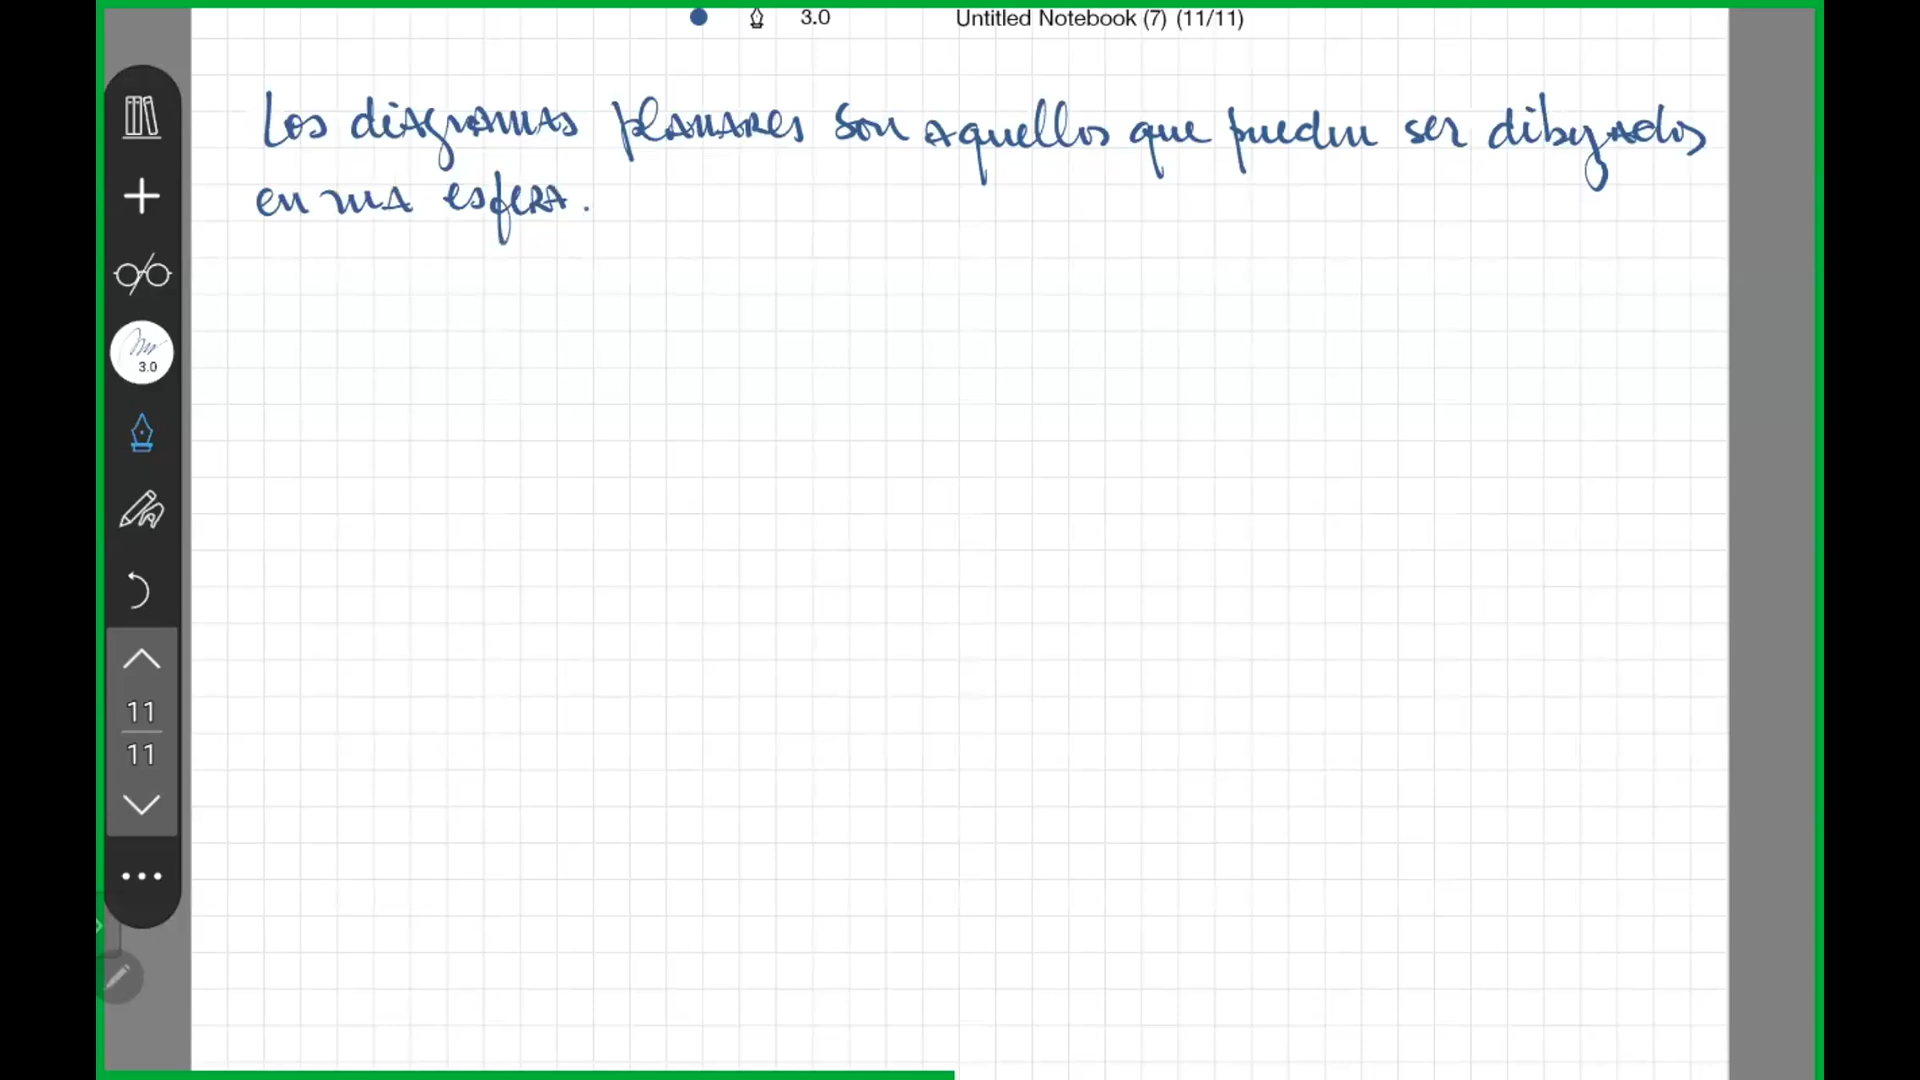 3.0 Untitled Notebook (7) (11/11)
Los diagramas planares son aquellos que pueden ser dibujados
en una esfera.
3.0
11
11